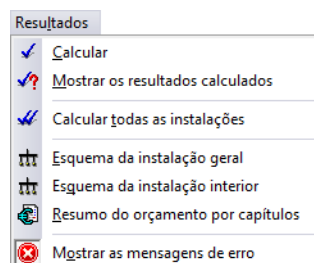 Resultados
Calcular
Mostrar os resultados calculados
Calcular todas as instalações
Esquema da instalação geral
Esquema da instalação interior
Resumo do orçamento por capítulos
Mostrar as mensagens de erro